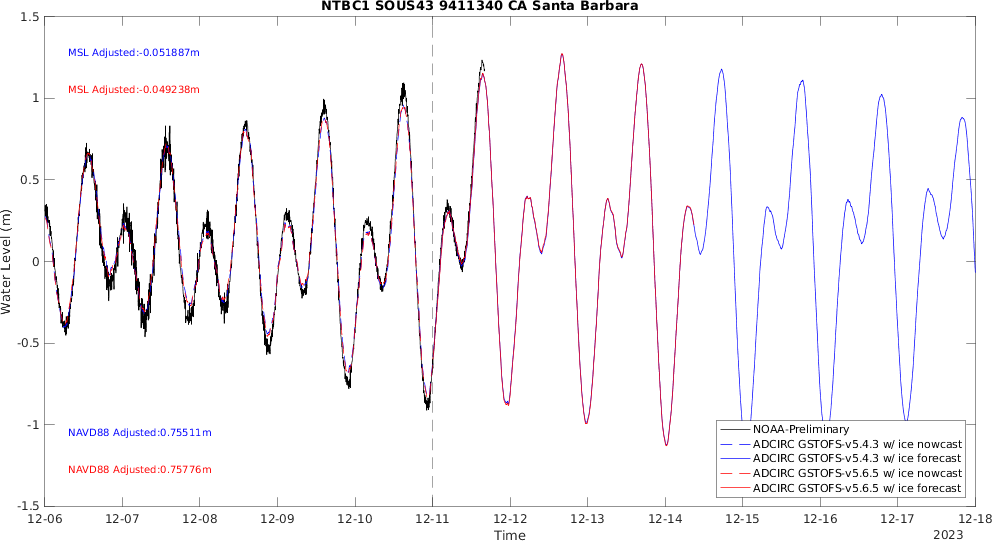 NTBC1 SOUS43 9411340 CA Santa Barbara
1.5
1
0.5
0
-0.5
-1
-1.5
Water Level (m)
MSL Adjusted:-0.051887m
MSL Adjusted:-0.049238m
NAVD88 Adjusted:0.75511m
NAVD88 Adjusted:0.75776m
NOAA-Preliminary
ADCIRC GSTOFS-v5.4.3 w/ ice nowcast
ADCIRC GSTOFS-v5.4.3 w/ ice forecast
ADCIRC GSTOFS-v5.6.5 w/ ice nowcast
ADCIRC GSTOFS-v5.6.5 w/ ice forecast
12-06 12-07 12-08 12-09 12-10 12-11 12-12 12-13 12-14 12-15 12-16 12-17 12-18
Time
2023